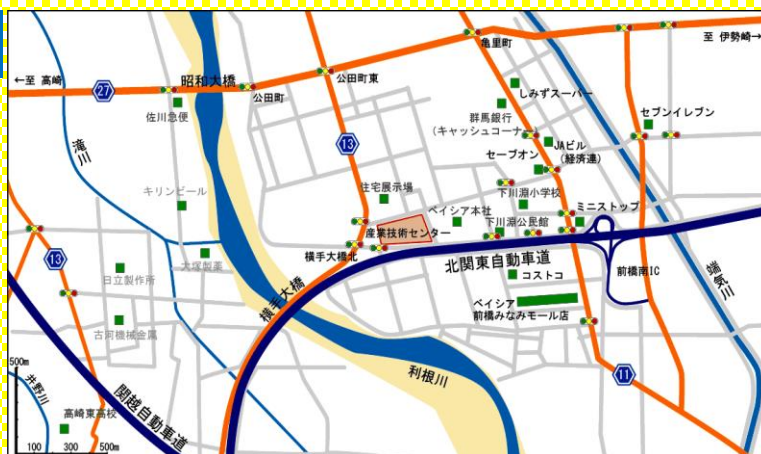 亀里町
至 伊勢崎→
公田町東
昭和大橋
←至 高崎
27
公田町
しみずスーパー
佐川急便
群馬銀行
(キャッシュコーナー)
セブンイレブン
滝川
13
JAビル
(経済連)
セーブオン
住宅展示場
下川淵小学校
キリンビール
ベイシア本社
ミニストップ
産業技術センター
下川淵公民館
横手大橋北
13
大塚製薬
北関東自動車道
前橋南IC
端気川
日立製作所
コストコ
横手大橋
ベイシア
前橋みなみモール店
古河機械金属
利根川
11
500m
井野川
関越自動車道
高崎東高校
100 300 500m